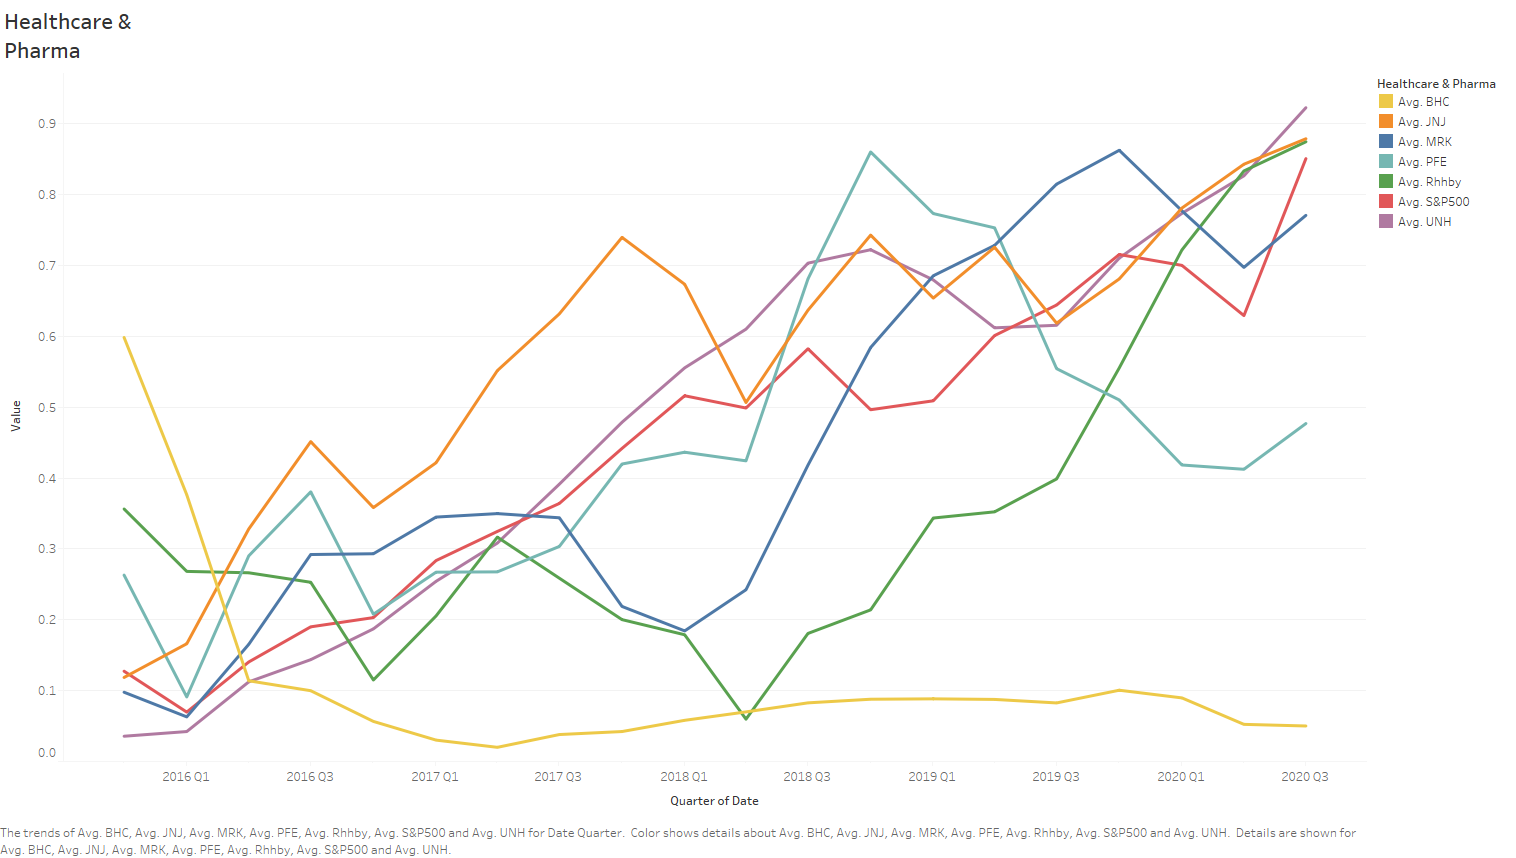 Healthcare &
Pharma
Healthcare & Pharma
Avg. BHC
Avg. JNJ
Avg. MRK
Avg. PFE
Avg. Rhhby
Avg. S&P500
Avg. UNH
0.9
0.8
0.7
0.6
0.5
0.4
0.3
0.2
0.1
0.0
Value
2016 Q1 2016 Q3 2017 Q1 2017 Q3 2018 Q1 2018 Q3 2019 Q1 2019 Q3 2020 Q1 2020 Q3
Quarter of Date
The trends of Avg. BHC, Avg. JNJ, Avg. MRK, Avg. PFE, Avg. Rhhby, Avg. S&P500 and Avg. UNH for Date Quarter.  Color shows details about Avg. BHC, Avg. JNJ, Avg. MRK, Avg. PFE, Avg. Rhhby, Avg. S&P500 and Avg. UNH.  Details are shown for
Avg. BHC, Avg. JNJ, Avg. MRK, Avg. PFE, Avg. Rhhby, Avg. S&P500 and Avg. UNH.